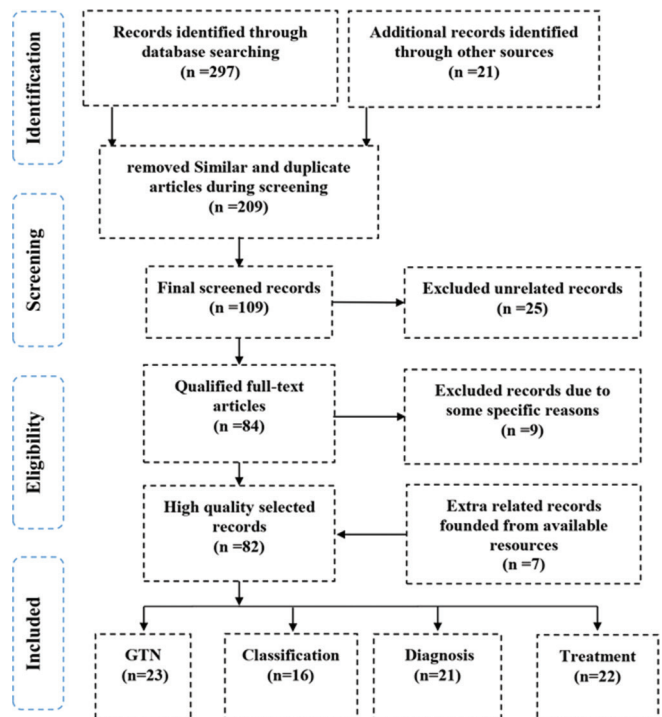 Identification
Records identified through
database searching
(n =297)
Additional records identified
through other sources
(n =21)
removed Similar and duplicate
articles during screening
(n =209)
Screening
Final screened records
(n =109)
Excluded unrelated records
(n =25)
Eligibility
Qualified full-text
articles
(n =84)
Excluded records due to
some specific reasons
(n =9)
High quality selected
records
(n =82)
Extra related records
founded from available
resources
(n =7)
Included
GTN
(n=23)
Classification
(n=16)
Diagnosis
(n=21)
Treatment
(n=22)